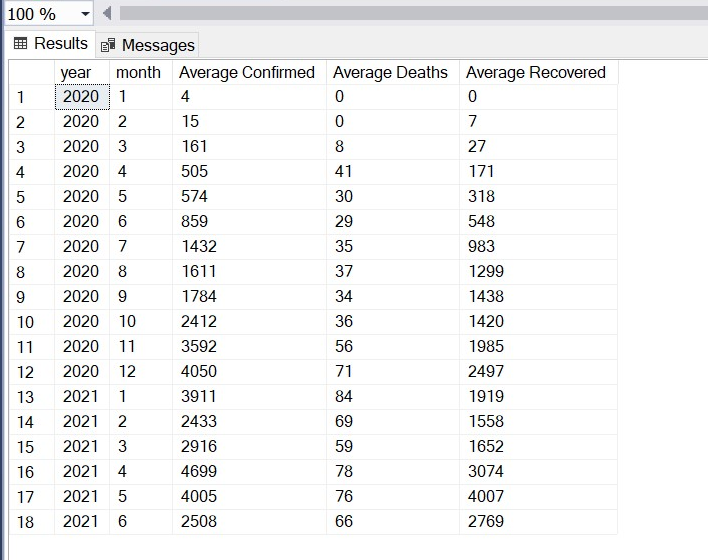 100 %
Results Messages
year month Average Confirmed Average Deaths Average Recovered
1 2020 1 4 0 0
2 2020 2 15 0 7
3 2020 3 161 8 27
4 2020 4 505 41 171
5 2020 5 574 30 318
6 2020 6 859 29 548
7 2020 7 1432 35 983
8 2020 8 1611 37 1299
9 2020 9 1784 34 1438
10 2020 10 2412 36 1420
11 2020 11 3592 56 1985
12 2020 12 4050 71 2497
13 2021 1 3911 84 1919
14 2021 2 2433 69 1558
15 2021 3 2916 59 1652
16 2021 4 4699 78 3074
17 2021 5 4005 76 4007
18 2021 6 2508 66 2769